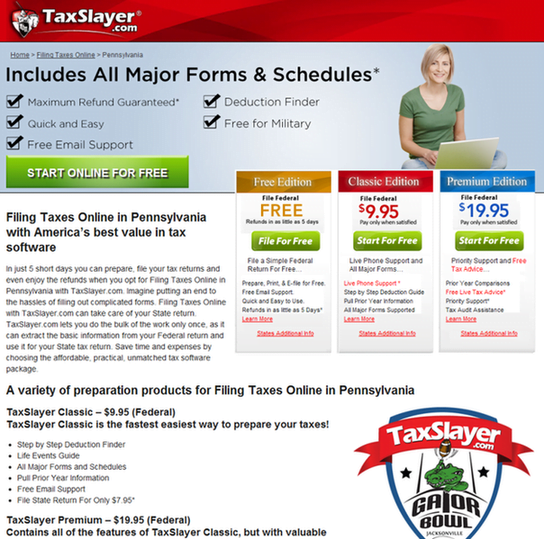 TaxSlayer®
.com
Home > Filing Taxes Online > Pennsylvania
Includes All Major Forms & Schedules*
Maximum Refund Guaranteed*
Deduction Finder
Quick and Easy
Free for Military
Free Email Support
START ONLINE FOR FREE
Free Edition
File Federal
FREE
Refunds in as little as 5 days
File For Free
File a Simple Federal
Return For Free...
Prepare, Print, & E-file for Free.
Free Email Support.
Quick and Easy to Use.
Refunds in as little as 5 Days*
Learn More
States Additional Info
Classic Edition
File Federal
$9.95
Pay only when satisfied
Start For Free
Live Phone Support and
All Major Forms...
Live Phone Support *
Step by Step Deduction Guide
Pull Prior Year Information
All Major Forms Supported
Learn More
States Additional Info
Premium Edition
File Federal
$19.95
Pay only when satisfied
Start For Free
Priority Support and Free
Tax Advice...
Prior Year Comparisons
Free Live Tax Advice*
Priority Support*
Tax Audit Assistance
Learn More
States Additional Info
Filing Taxes Online in Pennsylvania
with America's best value in tax
software
In just 5 short days you can prepare, file your tax returns and
even enjoy the refunds when you opt for Filing Taxes Online in
Pennsylvania with TaxSlayer.com. Imagine putting an end to
the hassles of filing out complicated forms. Filing Taxes Online
with TaxSlayer.com can take care of your State return.
TaxSlayer.com lets you do the bulk of the work only once, as it
can extract the basic information from your Federal return and
use it for your State tax return. Save time and expenses by
choosing the affordable, practical, unmatched tax software
package.
A variety of preparation products for Filing Taxes Online in Pennsylvania
TaxSlayer Classic – $9.95 (Federal)
TaxSlayer Classic is the fastest easiest way to prepare your taxes!
Step by Step Deduction Finder
Life Events Guide
All Major Forms and Schedules
Pull Prior Year Information
Free Email Support
File State Return For Only $7.95*
TaxSlayer Premium – $19.95 (Federal)
Contains all of the features of TaxSlayer Classic, but with valuable
TaxSlayer
.com
GATOR
BOWL
JACKSONVILLE